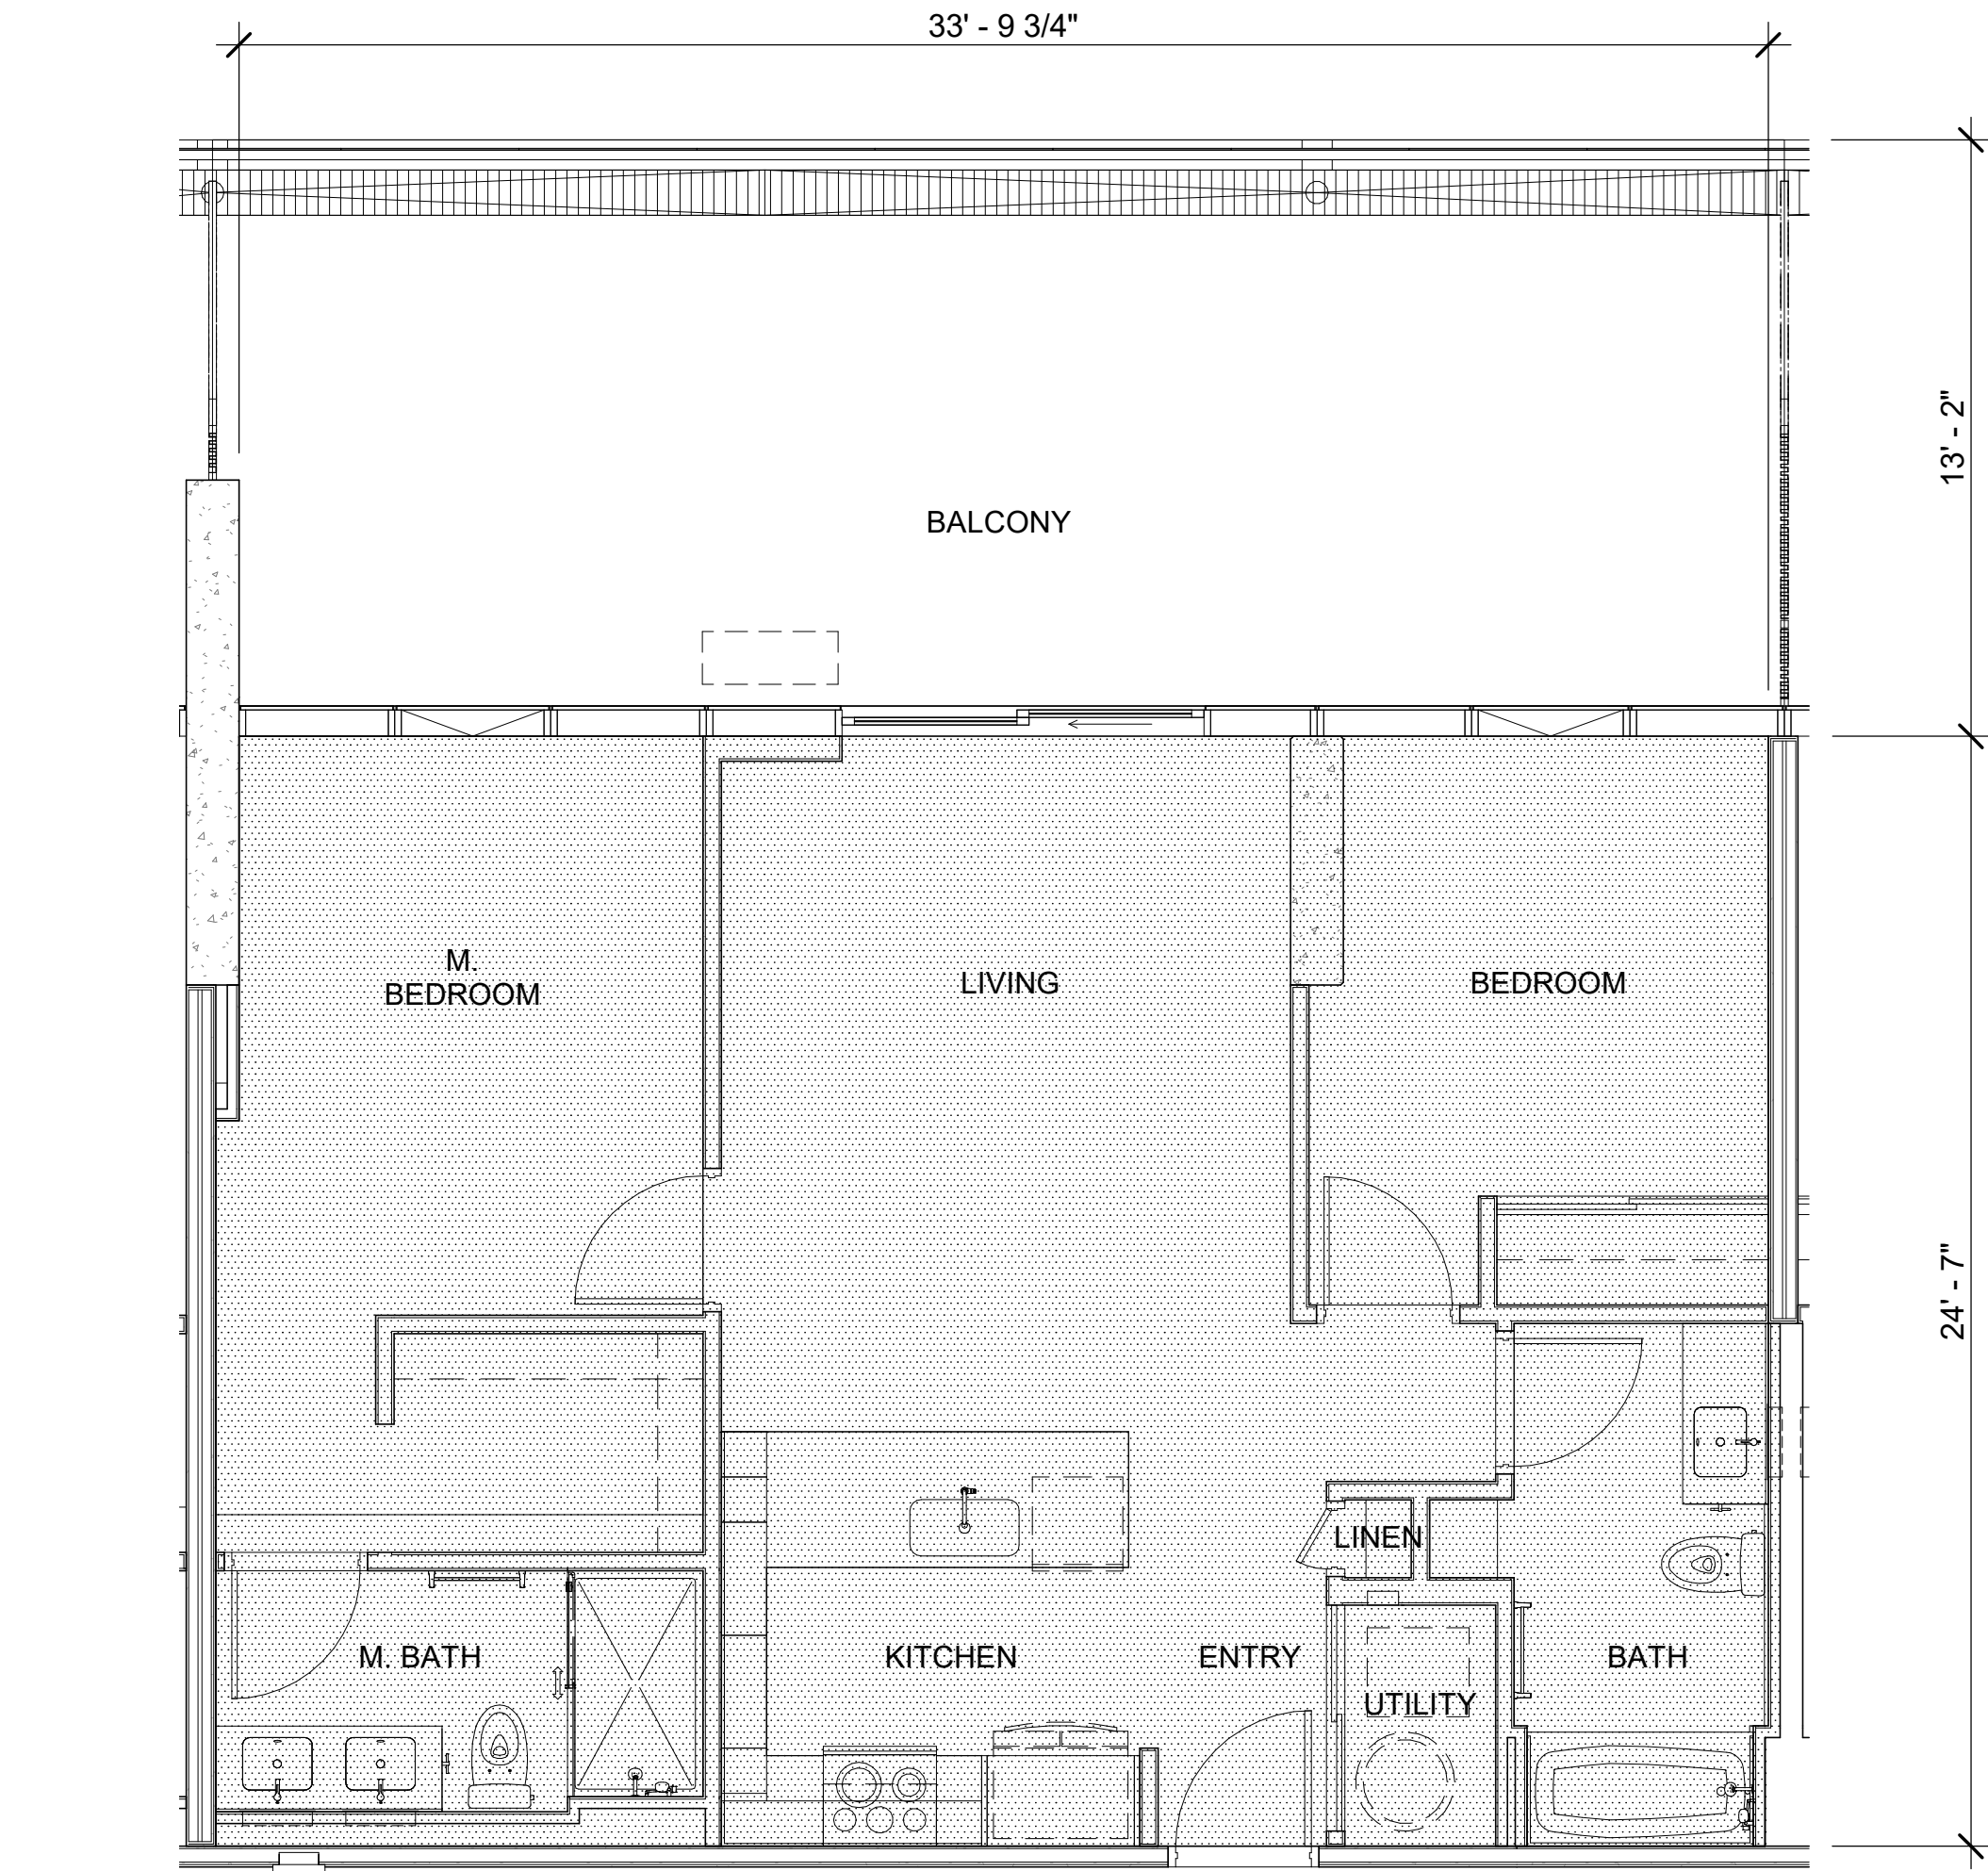 33' - 9 3/4"
13' - 2"
BALCONY
M.
BEDROOM
LIVING
BEDROOM
24' - 7"
LINEN
M. BATH
KITCHEN
ENTRY
BATH
UTILITY